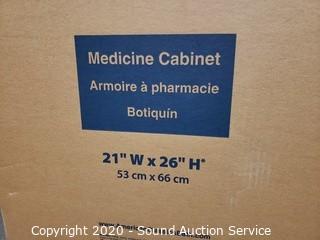 Medicine Cabinet
Armoire à pharmacie
Botiquín
21" W x 26" H*
53 cm x 66 cm
Copyright 2020 - Sound Auction Service